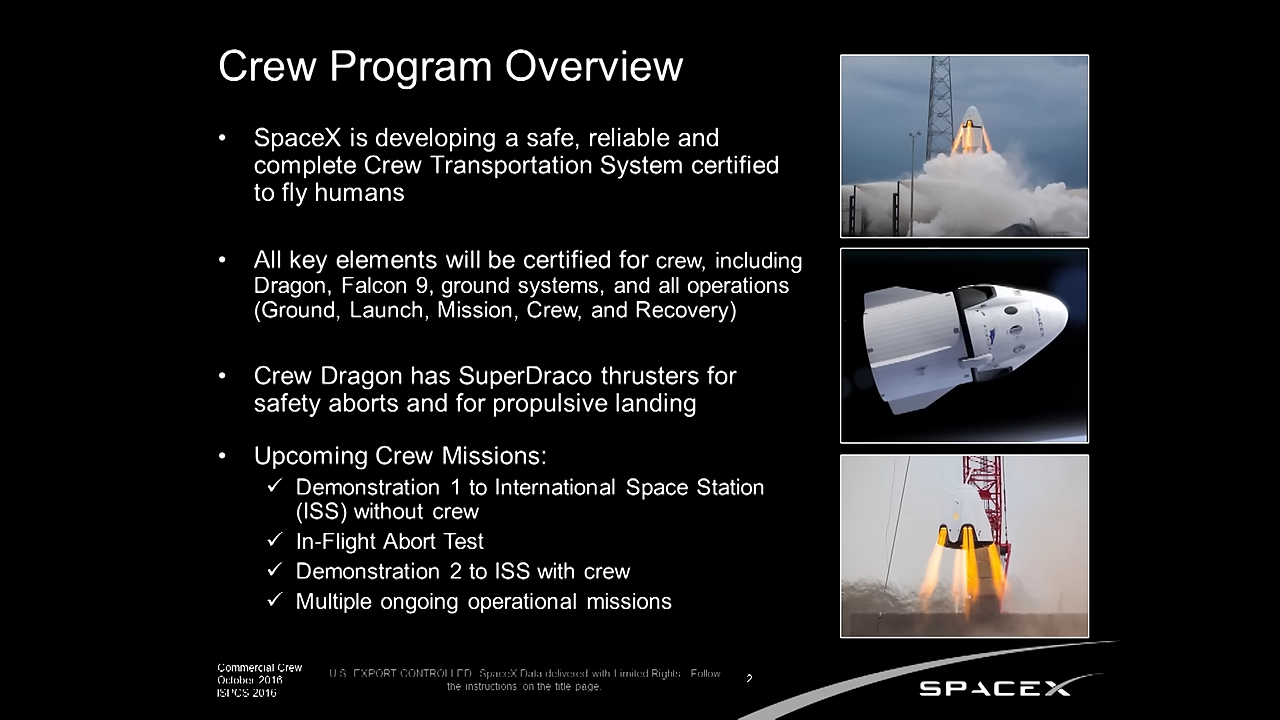 Crew Program Overview
• SpaceX is developing a safe, reliable and
complete Crew Transportation System certified
to fly humans
• All key elements will be certified for crew, including
Dragon, Falcon 9, ground systems, and all operations
(Ground, Launch, Mission, Crew, and Recovery)
• Crew Dragon has SuperDraco thrusters for
safety aborts and for propulsive landing
• Upcoming Crew Missions:
✓ Demonstration 1 to International Space Station
(ISS) without crew
✓ In-Flight Abort Test
✓ Demonstration 2 to ISS with crew
✓ Multiple ongoing operational missions
SPACEX
Commercial Crew
October 2016
ISPCS 2016
U.S. EXPORT CONTROLLED. SpaceX Data delivered with Limited Rights. Follow
the instructions on the title page.
2
SPACEX